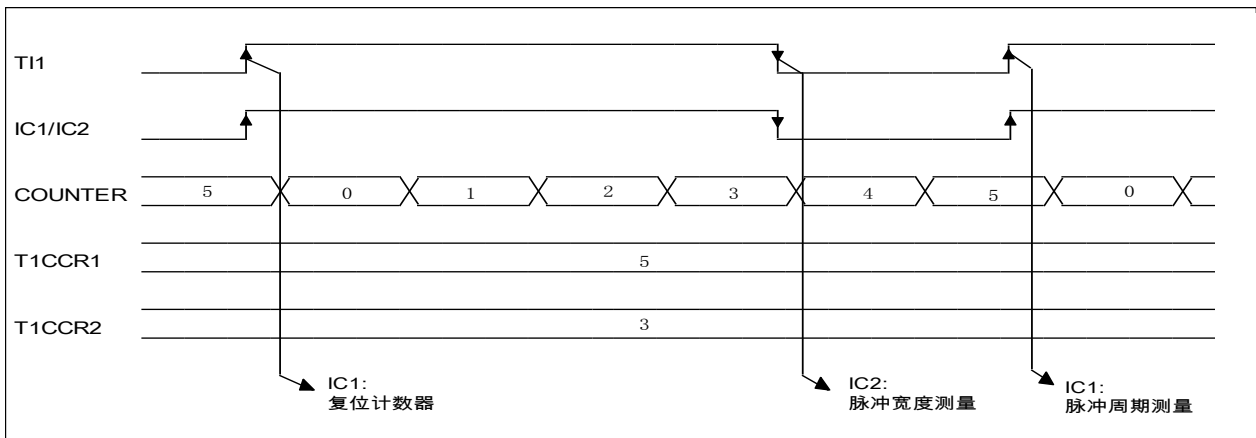 TI1
IC1/IC2
COUNTER 5 0 1 2 3 4 5 0
T1CCR1 5
T1CCR2 3
IC1:
复位计数器
IC2:
脉冲宽度测量
IC1:
脉冲周期测量